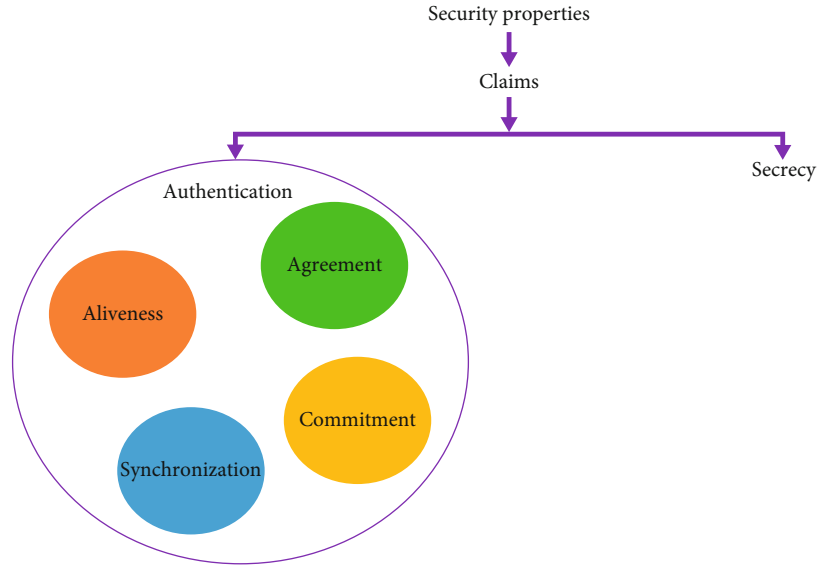 Security properties
Claims
Secrecy
Authentication
Agreement
Aliveness
Commitment
Synchronization